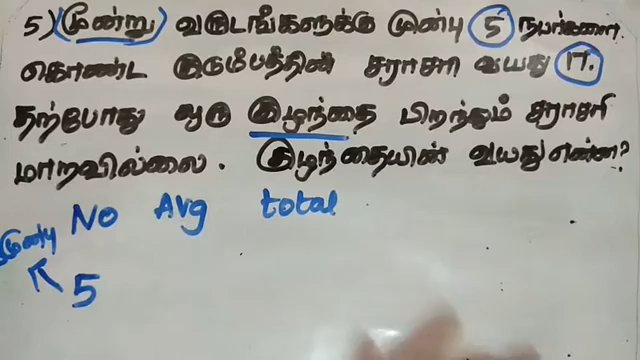 5) மூன்று வருடங்களுக்கு முன்பு 5 நபர்களை
கொண்ட குடும்பத்தின் சராசரி வயது 17.
தற்போது ஒரு குழந்தை பிறந்தும் சராசரி
மாறவில்லை. குழந்தையின் வயது என்ன?
No Avg total
முன்பு
5